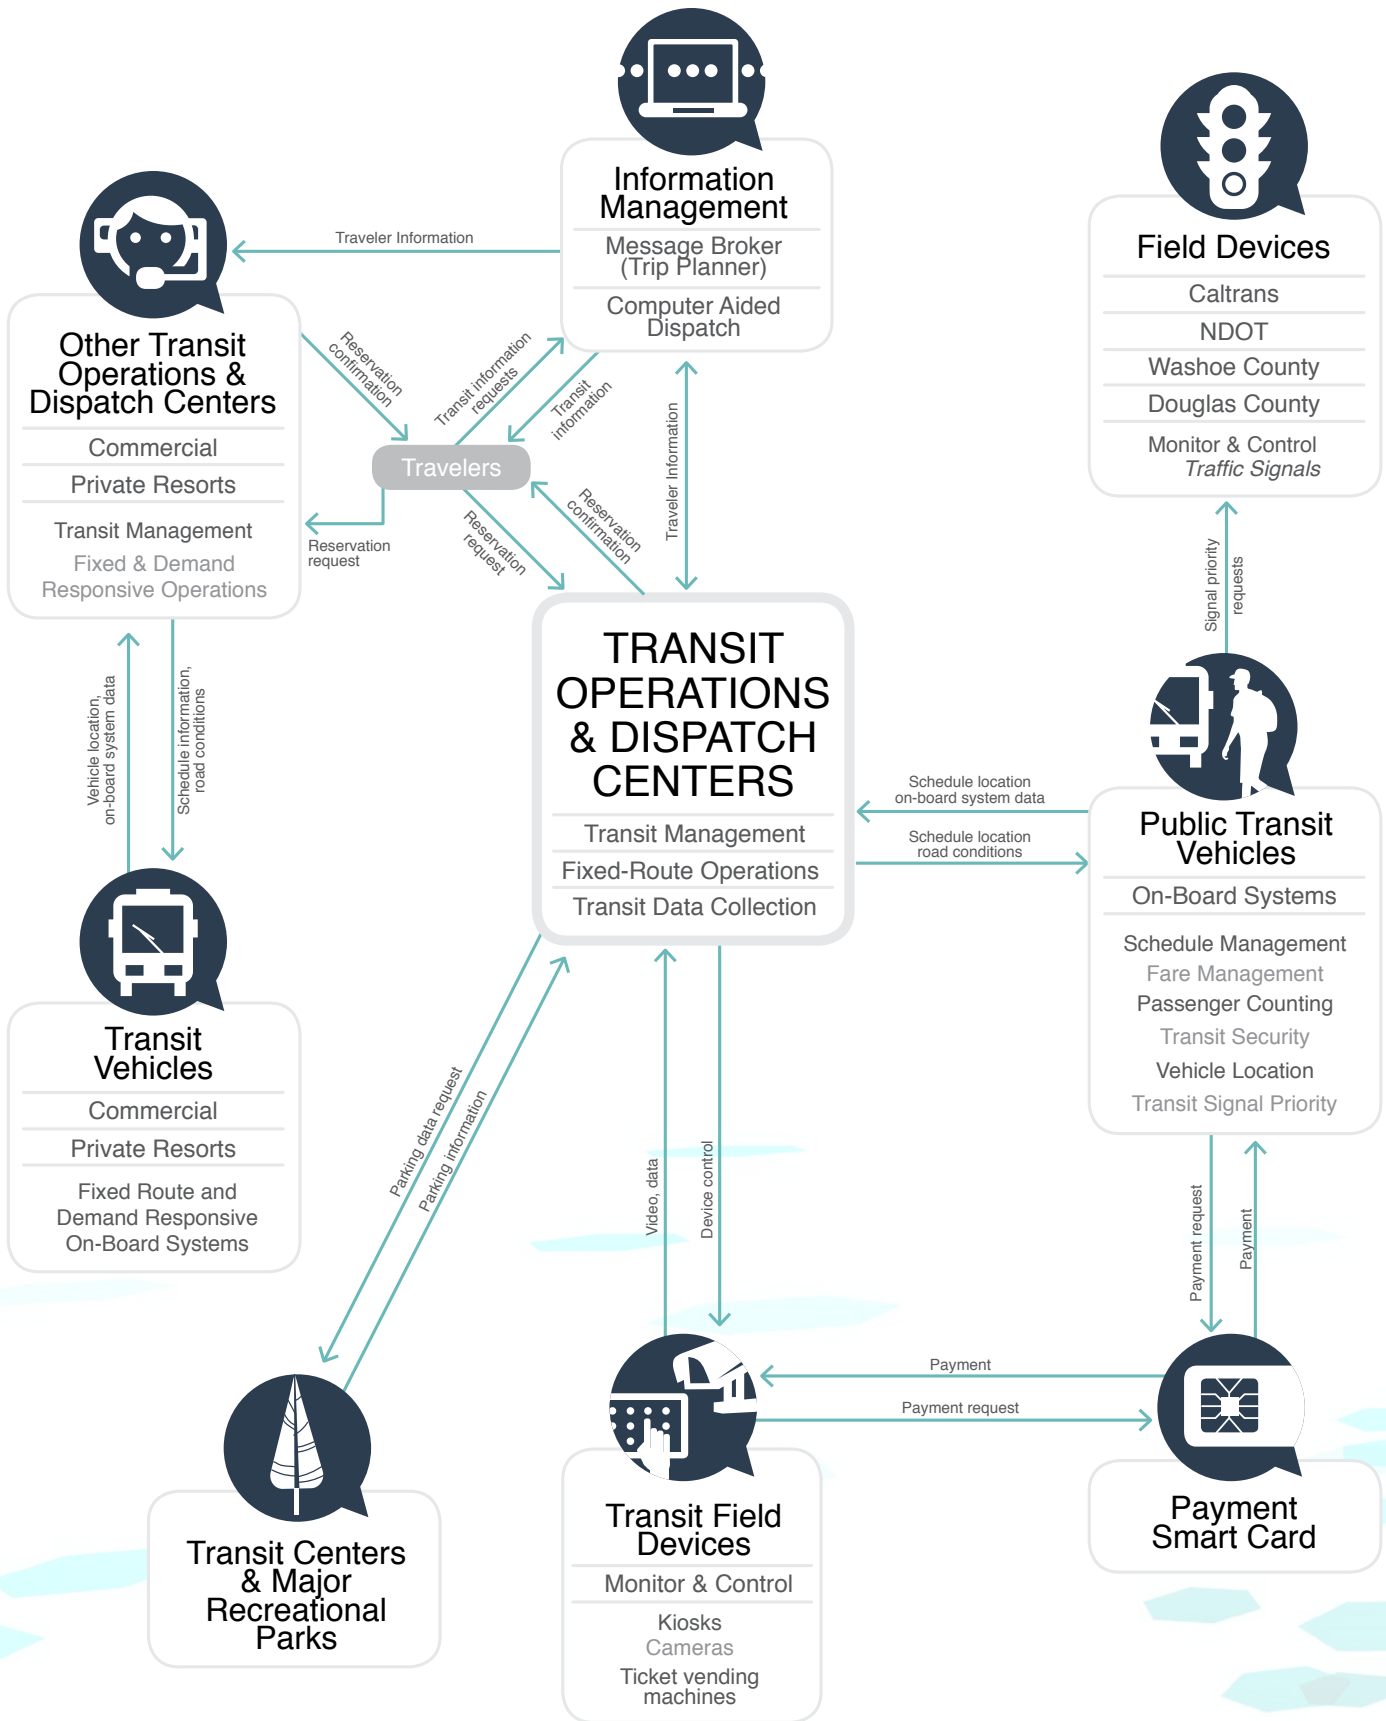 Information
Management
Message Broker
(Trip Planner)
Computer Aided
Dispatch
Field Devices
Caltrans
NDOT
Washoe County
Douglas County
Monitor & Control
Traffic Signals
Traveler Information
Other Transit
Operations &
Dispatch Centers
Commercial
Private Resorts
Transit Management
Fixed & Demand
Responsive Operations
Reservation
confirmation
Transit information
requests
Transit
information
Travelers
Reservation
request
Reservation
request
Reservation
confirmation
Traveler Information
Signal priority
requests
Vehicle location,
on-board system data
Schedule information,
road conditions
TRANSIT
OPERATIONS
& DISPATCH
CENTERS
Transit Management
Fixed-Route Operations
Transit Data Collection
Schedule location
on-board system data
Schedule location
road conditions
Public Transit
Vehicles
On-Board Systems
Schedule Management
Fare Management
Passenger Counting
Transit Security
Vehicle Location
Transit Signal Priority
Transit
Vehicles
Commercial
Private Resorts
Fixed Route and
Demand Responsive
On-Board Systems
Parking data request
Parking information
Video, data
Device control
Payment request
Payment
Payment
Payment request
Transit Centers
& Major
Recreational
Parks
Transit Field
Devices
Monitor & Control
Kiosks
Cameras
Ticket vending
machines
Payment
Smart Card